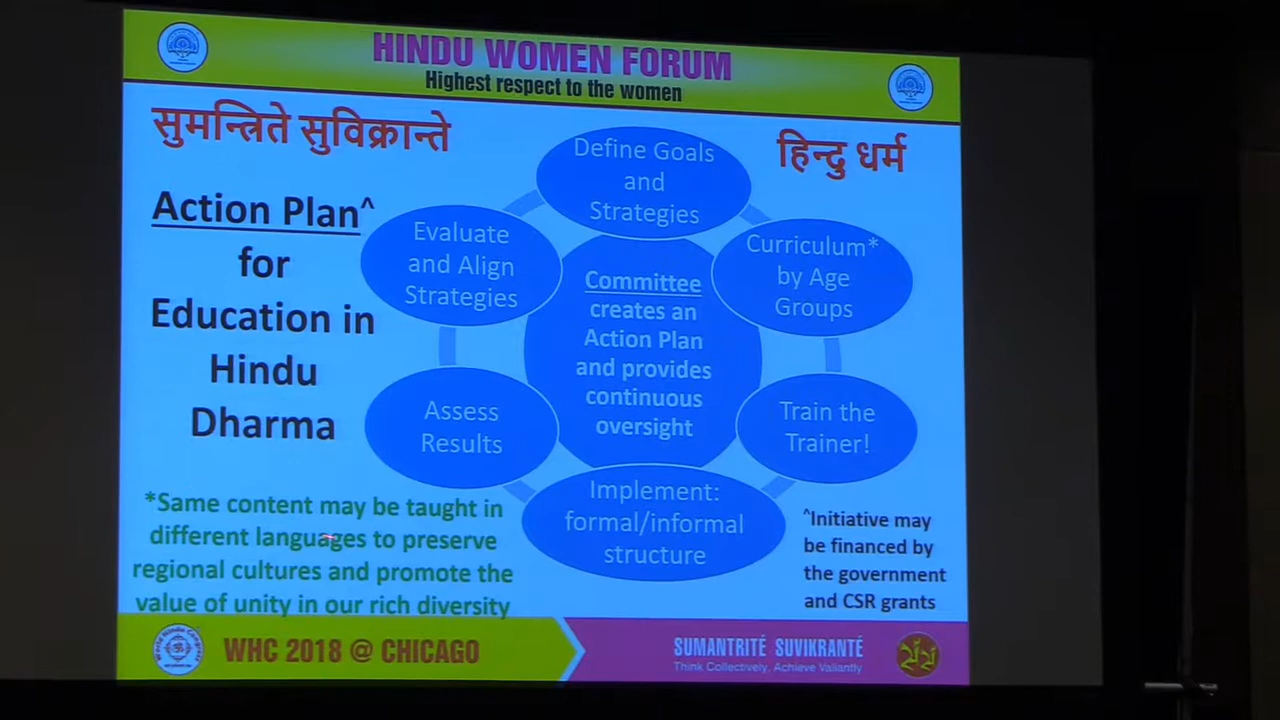 HINDU WOMEN FORUM
Highest respect to the women
सुमन्त्रिते सुविक्रान्ते
हिन्दु धर्म
Action Plan^
for
Education in
Hindu
Dharma
Define Goals
and
Strategies
Curriculum*
by Age
Groups
Train the
Trainer!
Implement:
formal/informal
structure
Assess
Results
Evaluate
and Align
Strategies
Committee
creates an
Action Plan
and provides
continuous
oversight
*Same content may be taught in
different languages to preserve
regional cultures and promote the
value of unity in our rich diversity
^Initiative may
be financed by
the government
and CSR grants
WHC 2018 @ CHICAGO
SUMANTRITÉ SUVIKRANTÉ
Think Collectively, Achieve Valiantly